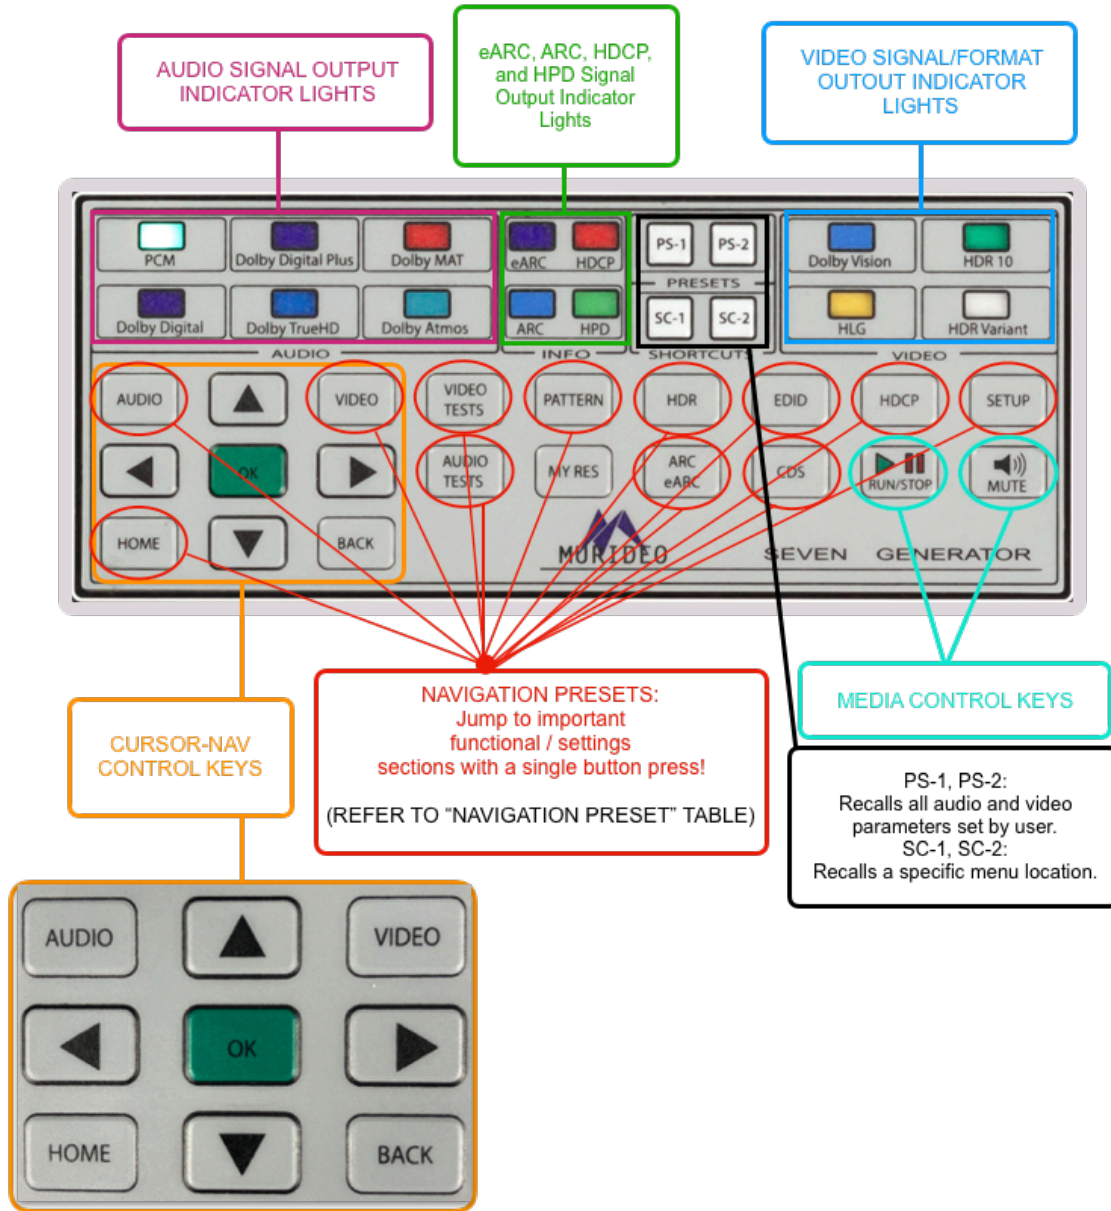 AUDIO SIGNAL OUTPUT
INDICATOR LIGHTS
eARC, ARC, HDCP,
and HPD Signal
Output Indicator
Lights
VIDEO SIGNAL/FORMAT
OUTOUT INDICATOR
LIGHTS
PCM
Dolby Digital Plus
Dolby MAT
eARC
HDCP
PS-1
PS-2
Dolby Vision
HDR 10
PRESETS
Dolby Digital
Dolby TrueHD
Dolby Atmos
ARC
HPD
SC-1
SC-2
HLG
HDR Variant
AUDIO
INFO
SHORTCUTS
VIDEO
AUDIO
VIDEO
VIDEO
TESTS
PATTERN
HDR
EDID
HDCP
SETUP
OK
AUDIO
TESTS
MY RES
ARC
eARC
CDS
RUN/STOP
MUTE
HOME
BACK
MURIDEO
SEVEN GENERATOR
NAVIGATION PRESETS:
Jump to important
functional / settings
sections with a single button press!
(REFER TO “NAVIGATION PRESET” TABLE)
MEDIA CONTROL KEYS
CURSOR-NAV
CONTROL KEYS
PS-1, PS-2:
Recalls all audio and video
parameters set by user.
SC-1, SC-2:
Recalls a specific menu location.
AUDIO
VIDEO
OK
HOME
BACK